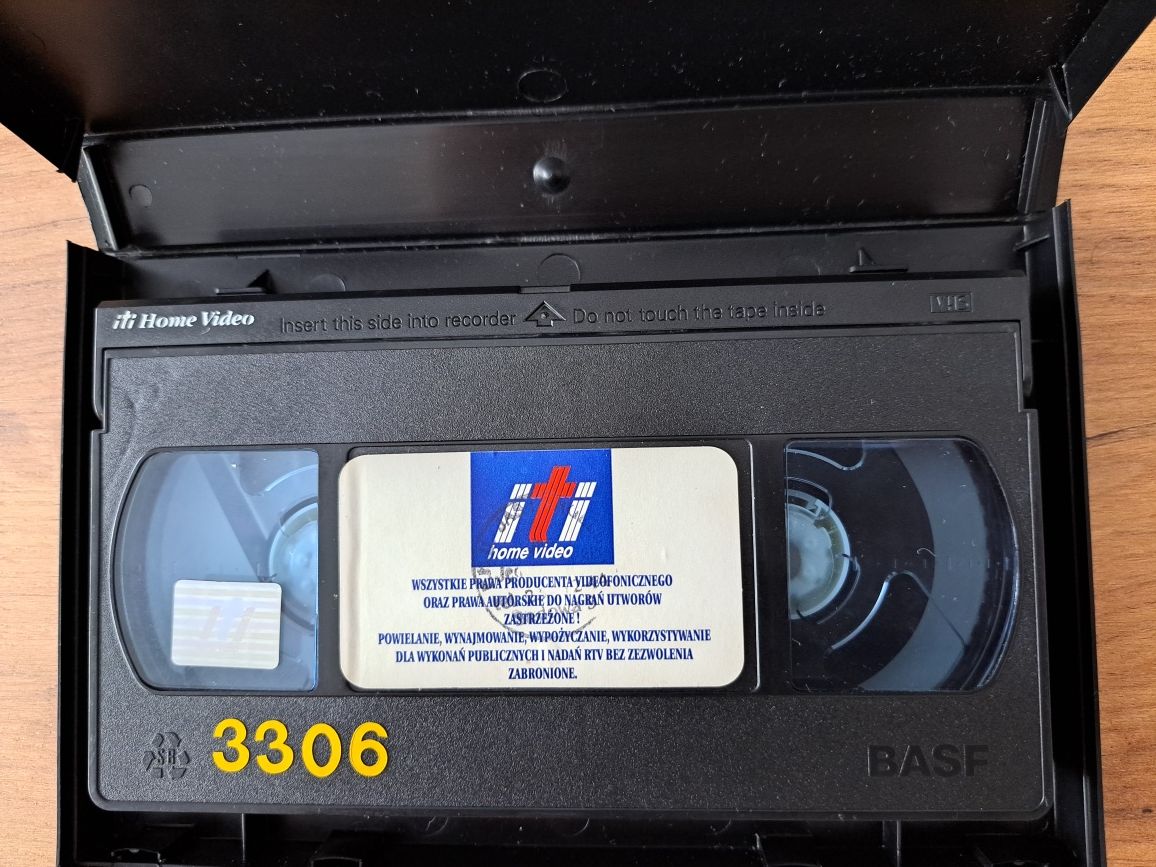 iti Home Video
Insert this side into recorder Do not touch the tape inside
VHS
iti
home video
WSZYSTKIE PRAWA PRODUCENTA VIDEOFONICZNEGO
ORAZ PRAWA AUTORSKIE DO NAGRAŃ UTWORÓW
ZASTRZEŻONE !
POWIELANIE, WYNAJMOWANIE, WYPOŻYCZANIE, WYKORZYSTYWANIE
DLA WYKONAŃ PUBLICZNYCH I NADAŃ RTV BEZ ZEZWOLENIA
ZABRONIONE.
iti
SR
3306
BASF